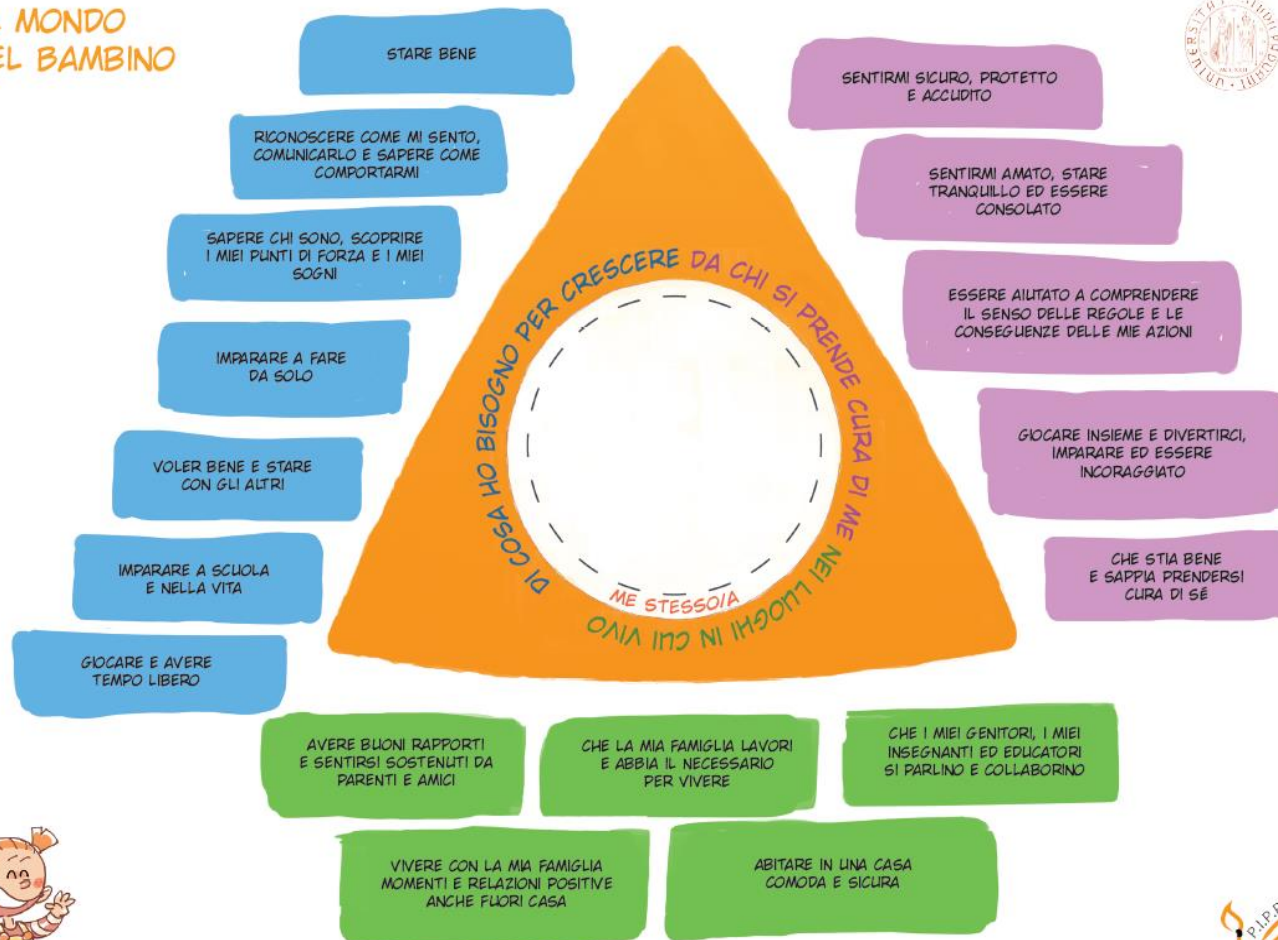 MONDO
EL BAMBINO
STARE BENE
RICONOSCERE COME MI SENTO,
COMUNICARLO E SAPERE COME
COMPORTARMI
SAPERE CHI SONO, SCOPRIRE
I MIEI PUNTI DI FORZA E I MIEI
SOGNI
IMPARARE A FARE
DA SOLO
VOLER BENE E STARE
CON GLI ALTRI
IMPARARE A SCUOLA
E NELLA VITA
GIOCARE E AVERE
TEMPO LIBERO
DI COSA HO BISOGNO PER CRESCERE
DA CHI SI PRENDE CURA DI ME
NEI LUOGHI IN CUI VIVO
ME STESSO/A
SENTIRMI SICURO, PROTETTO
E ACCUDITO
SENTIRMI AMATO, STARE
TRANQUILLO ED ESSERE
CONSOLATO
ESSERE AIUTATO A COMPRENDERE
IL SENSO DELLE REGOLE E LE
CONSEGUENZE DELLE MIE AZIONI
GIOCARE INSIEME E DIVERTIRCI,
IMPARARE ED ESSERE
INCORAGGIATO
CHE STIA BENE
E SAPPIA PRENDERSI
CURA DI SÉ
AVERE BUONI RAPPORTI
E SENTIRSI SOSTENUTI DA
PARENTI E AMICI
CHE LA MIA FAMIGLIA LAVORI
E ABBIA IL NECESSARIO
PER VIVERE
CHE I MIEI GENITORI, I MIEI
INSEGNANTI ED EDUCATORI
SI PARLINO E COLLABORINO
VIVERE CON LA MIA FAMIGLIA
MOMENTI E RELAZIONI POSITIVE
ANCHE FUORI CASA
ABITARE IN UNA CASA
COMODA E SICURA